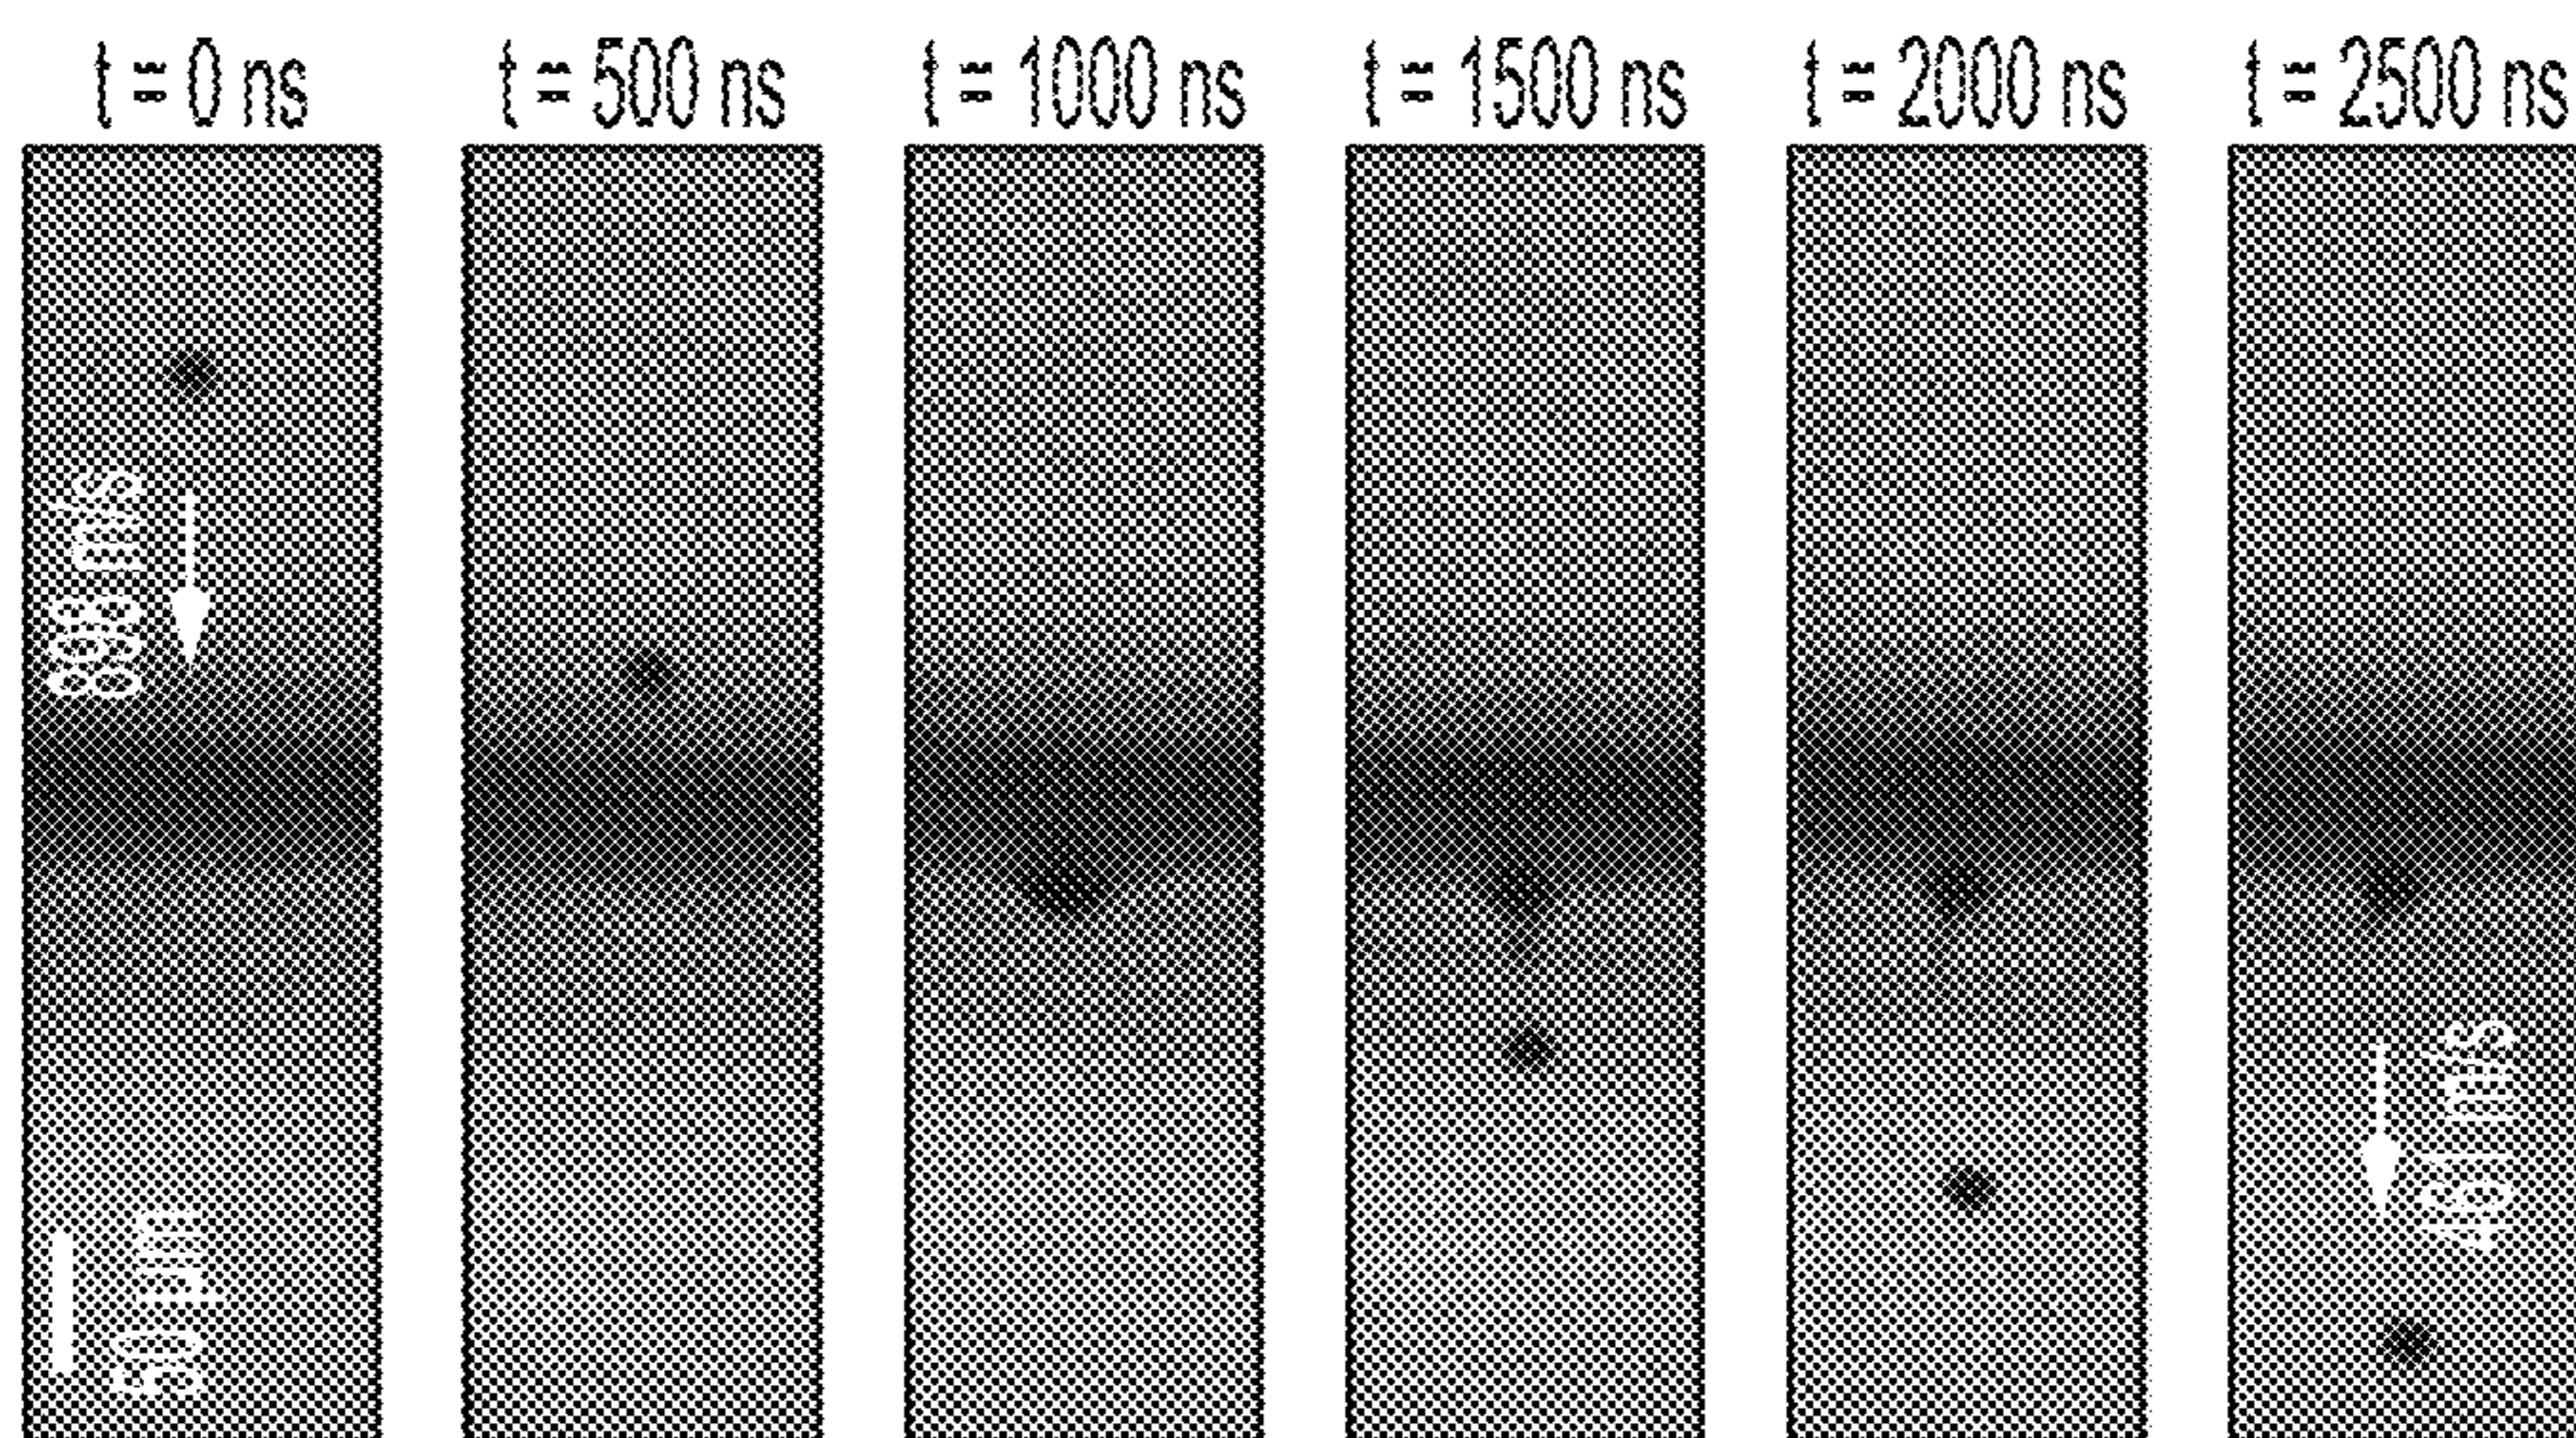 t = 0 ns
t = 500 ns
t = 1000 ns
t = 1500 ns
t = 2000 ns
t = 2500 ns
m/s
50 µm
m/s